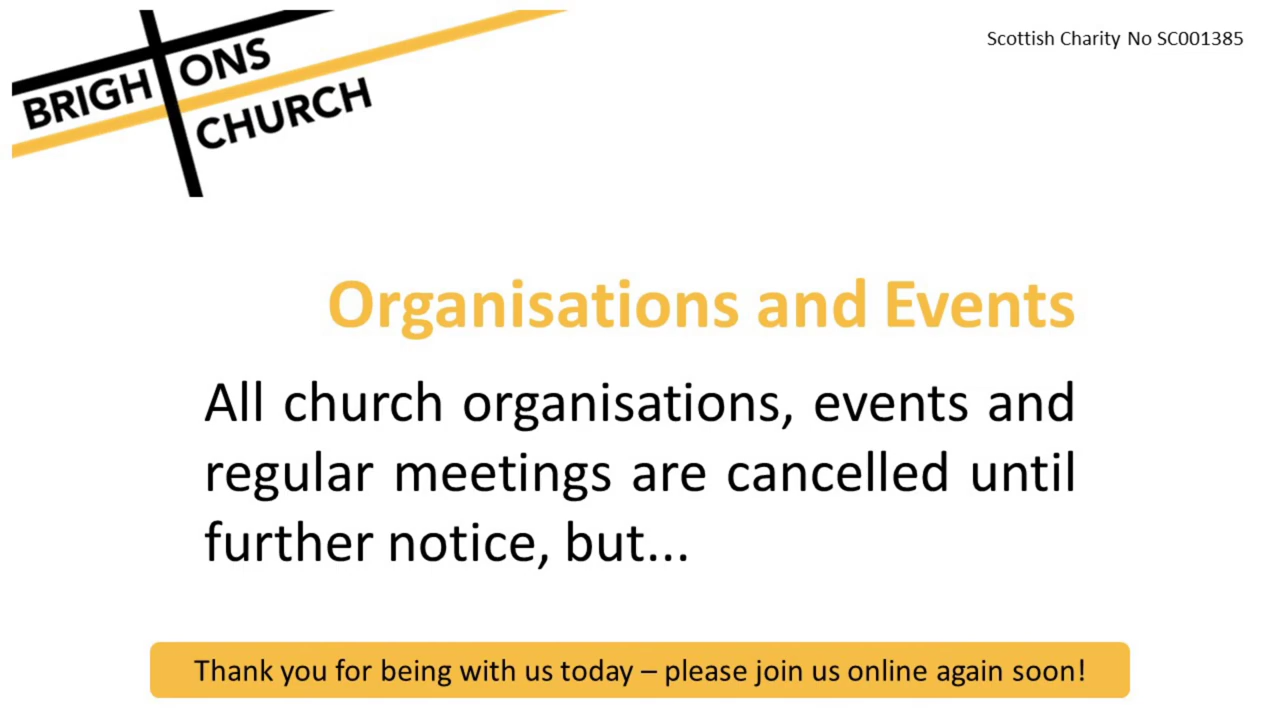 BRIGHTONS
CHURCH
Scottish Charity No SC001385
Organisations and Events
All church organisations, events and
regular meetings are cancelled until
further notice, but...
Thank you for being with us today – please join us online again soon!